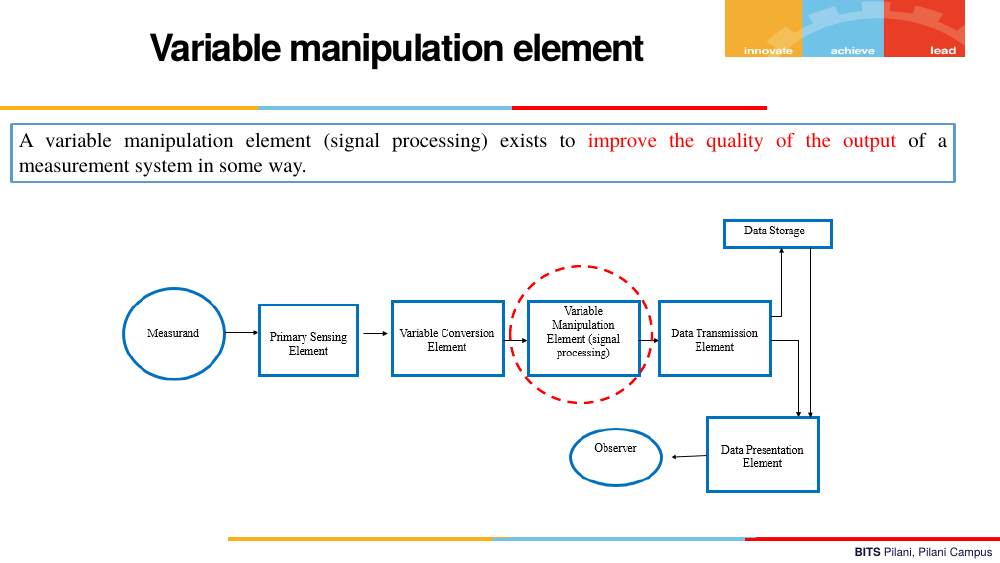 Variable manipulation element
innovate achieve lead
A variable manipulation element (signal processing) exists to improve the quality of the output of a
measurement system in some way.
Data Storage
Measurand
Primary Sensing
Element
Variable Conversion
Element
Variable
Manipulation
Element (signal
processing)
Data Transmission
Element
Observer
Data Presentation
Element
BITS Pilani, Pilani Campus